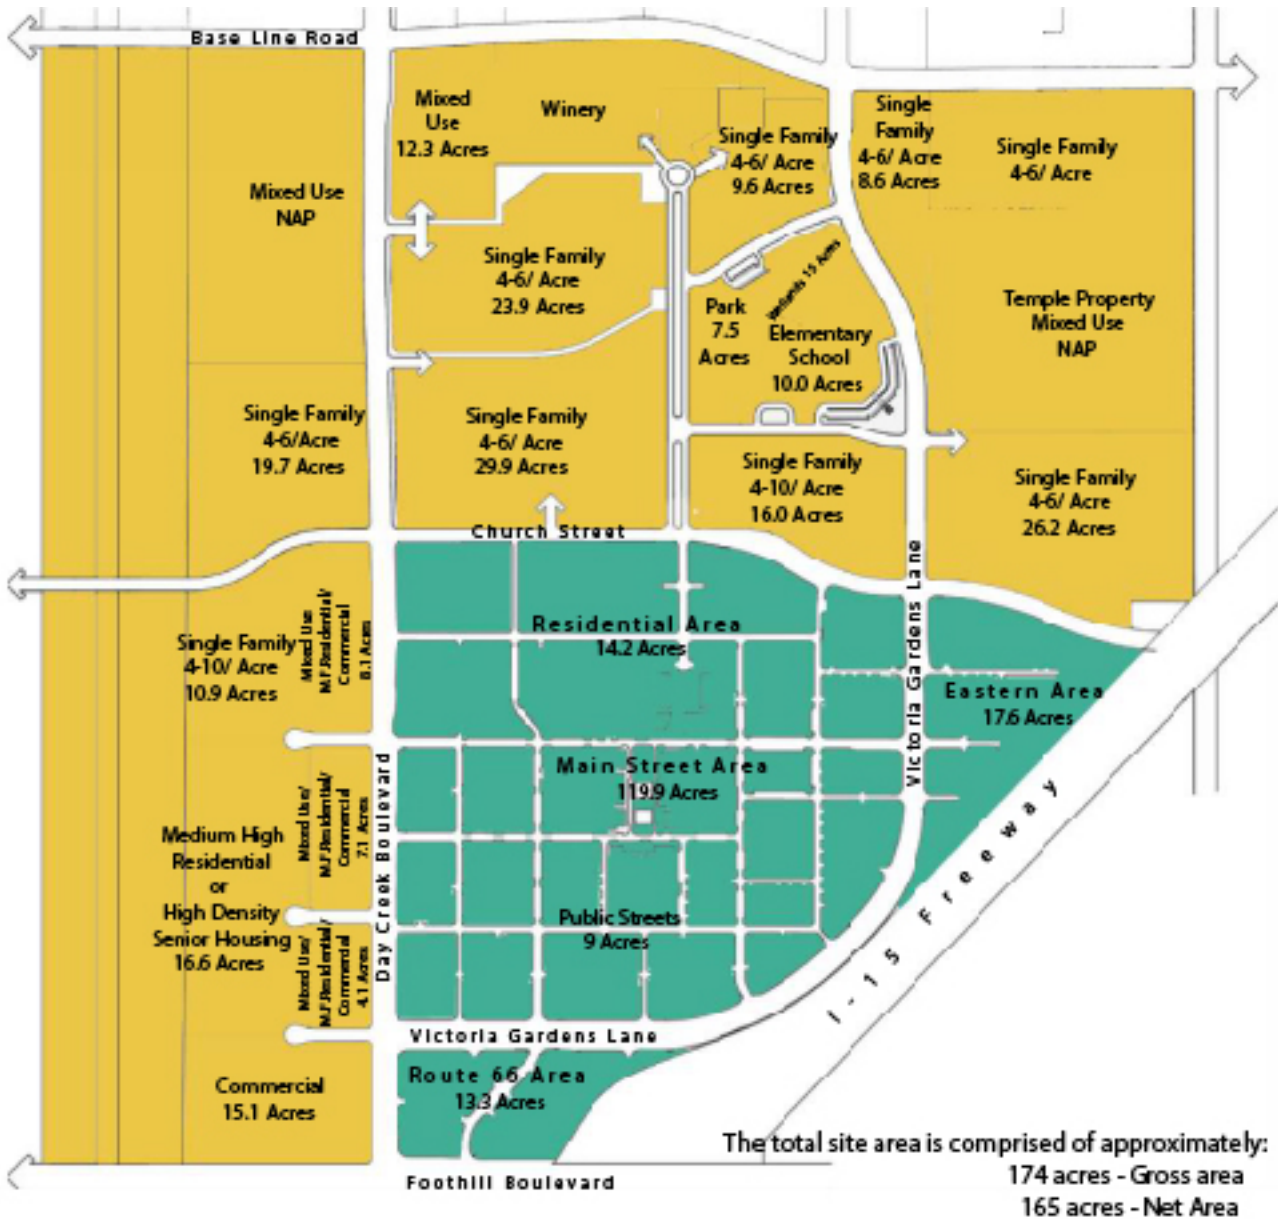 Base Line Road
Mixed
Use
12.3 Acres
Winery
Single Family
4-6/ Acre
9.6 Acres
Single
Family
4-6/ Acre
8.6 Acres
Single Family
4-6/ Acre
Mixed Use
NAP
Single Family
4-6/ Acre
23.9 Acres
Wetlands 15 Acres
Park
7.5
Acres
Elementary
School
10.0 Acres
Temple Property
Mixed Use
NAP
Single Family
4-6/Acre
19.7 Acres
Single Family
4-6/ Acre
29.9 Acres
Single Family
4-10/ Acre
16.0 Acres
Single Family
4-6/ Acre
26.2 Acres
Church Street
Victoria Gardens Lane
Single Family
4-10/ Acre
10.9 Acres
Mixed Use
M.F.Residential/
Commercial
8.1 Acres
Residential Area
14.2 Acres
Eastern Area
17.6 Acres
Main Street Area
119.9 Acres
Day Creek Boulevard
Mixed Use/
M.F.Residential/
Commercial
7.1 Acres
Medium High
Residential
or
High Density
Senior Housing
16.6 Acres
Mixed Use/
M.F.Residential/
Commercial
4.1 Acres
Public Streets
9 Acres
I-15 Freeway
Victoria Gardens Lane
Route 66 Area
13.3 Acres
Commercial
15.1 Acres
Foothill Boulevard
The total site area is comprised of approximately:
174 acres - Gross area
165 acres - Net Area